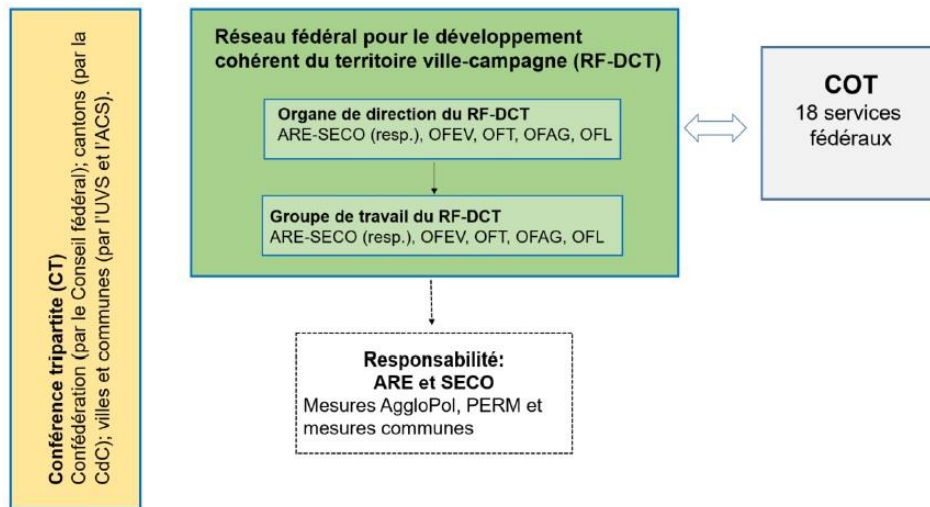 Conférence tripartite (CT)
Confédération (par le Conseil fédéral); cantons (par la
CdC); villes et communes (par l'UVS et l'ACS).
Réseau fédéral pour le développement
cohérent du territoire ville-campagne (RF-DCT)
Organe de direction du RF-DCT
ARE-SECO (resp.), OFEV, OFT, OFAG, OFL
Groupe de travail du RF-DCT
ARE-SECO (resp.), OFEV, OFT, OFAG, OFL
COT
18 services
fédéraux
Responsabilité:
ARE et SECO
Mesures AggloPol, PERM et
mesures communes